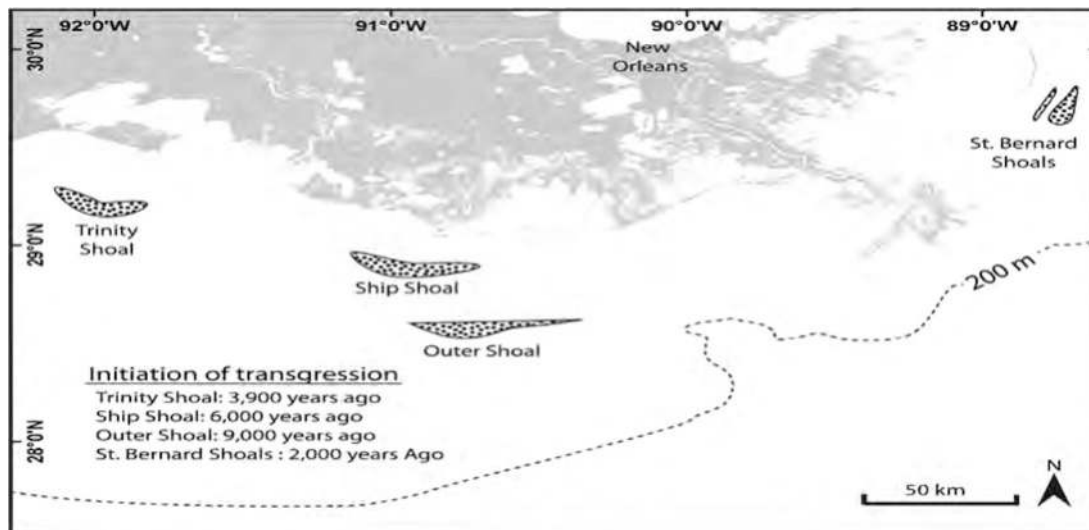 92°0'W 91°0'W 90°0'W 89°0'W
30°0'N
New
Orleans
St. Bernard
Shoals
Trinity
Shoal
29°0'N
200 m
Ship Shoal
Outer Shoal
Initiation of transgression
Trinity Shoal: 3,900 years ago
Ship Shoal: 6,000 years ago
Outer Shoal: 9,000 years ago
St. Bernard Shoals : 2,000 years Ago
28°0'N
50 km
N